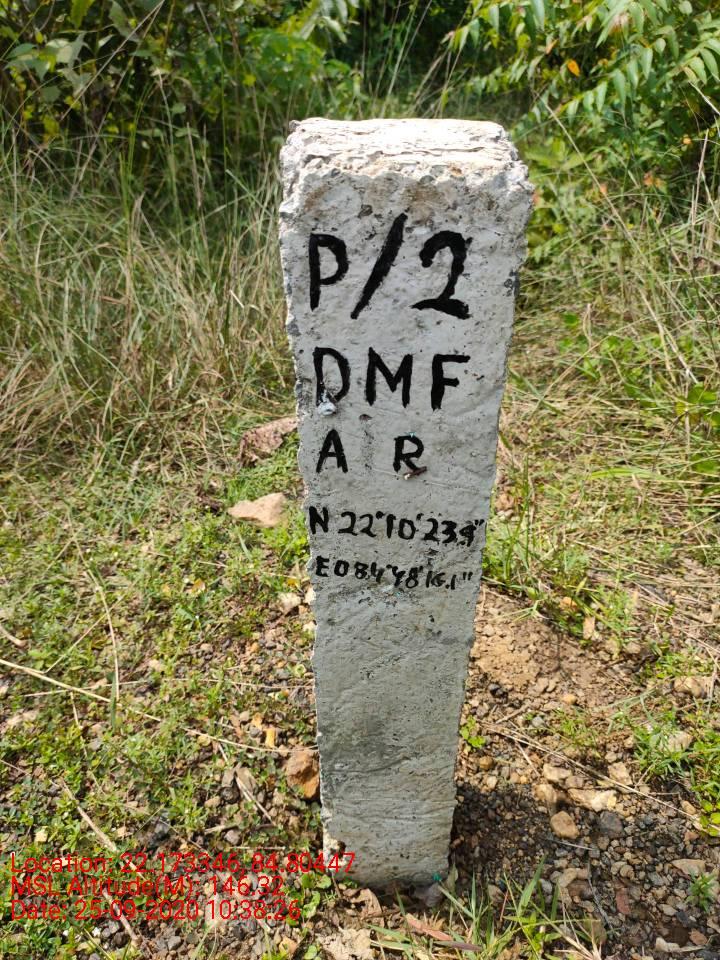 P/2
DMF
A R
N 22°10'23.9"
E084°48'16.1"
Location: 22.173346, 84.80447
MSL Altitude(M): 146.32
Date: 25-09-2020 10:38:26